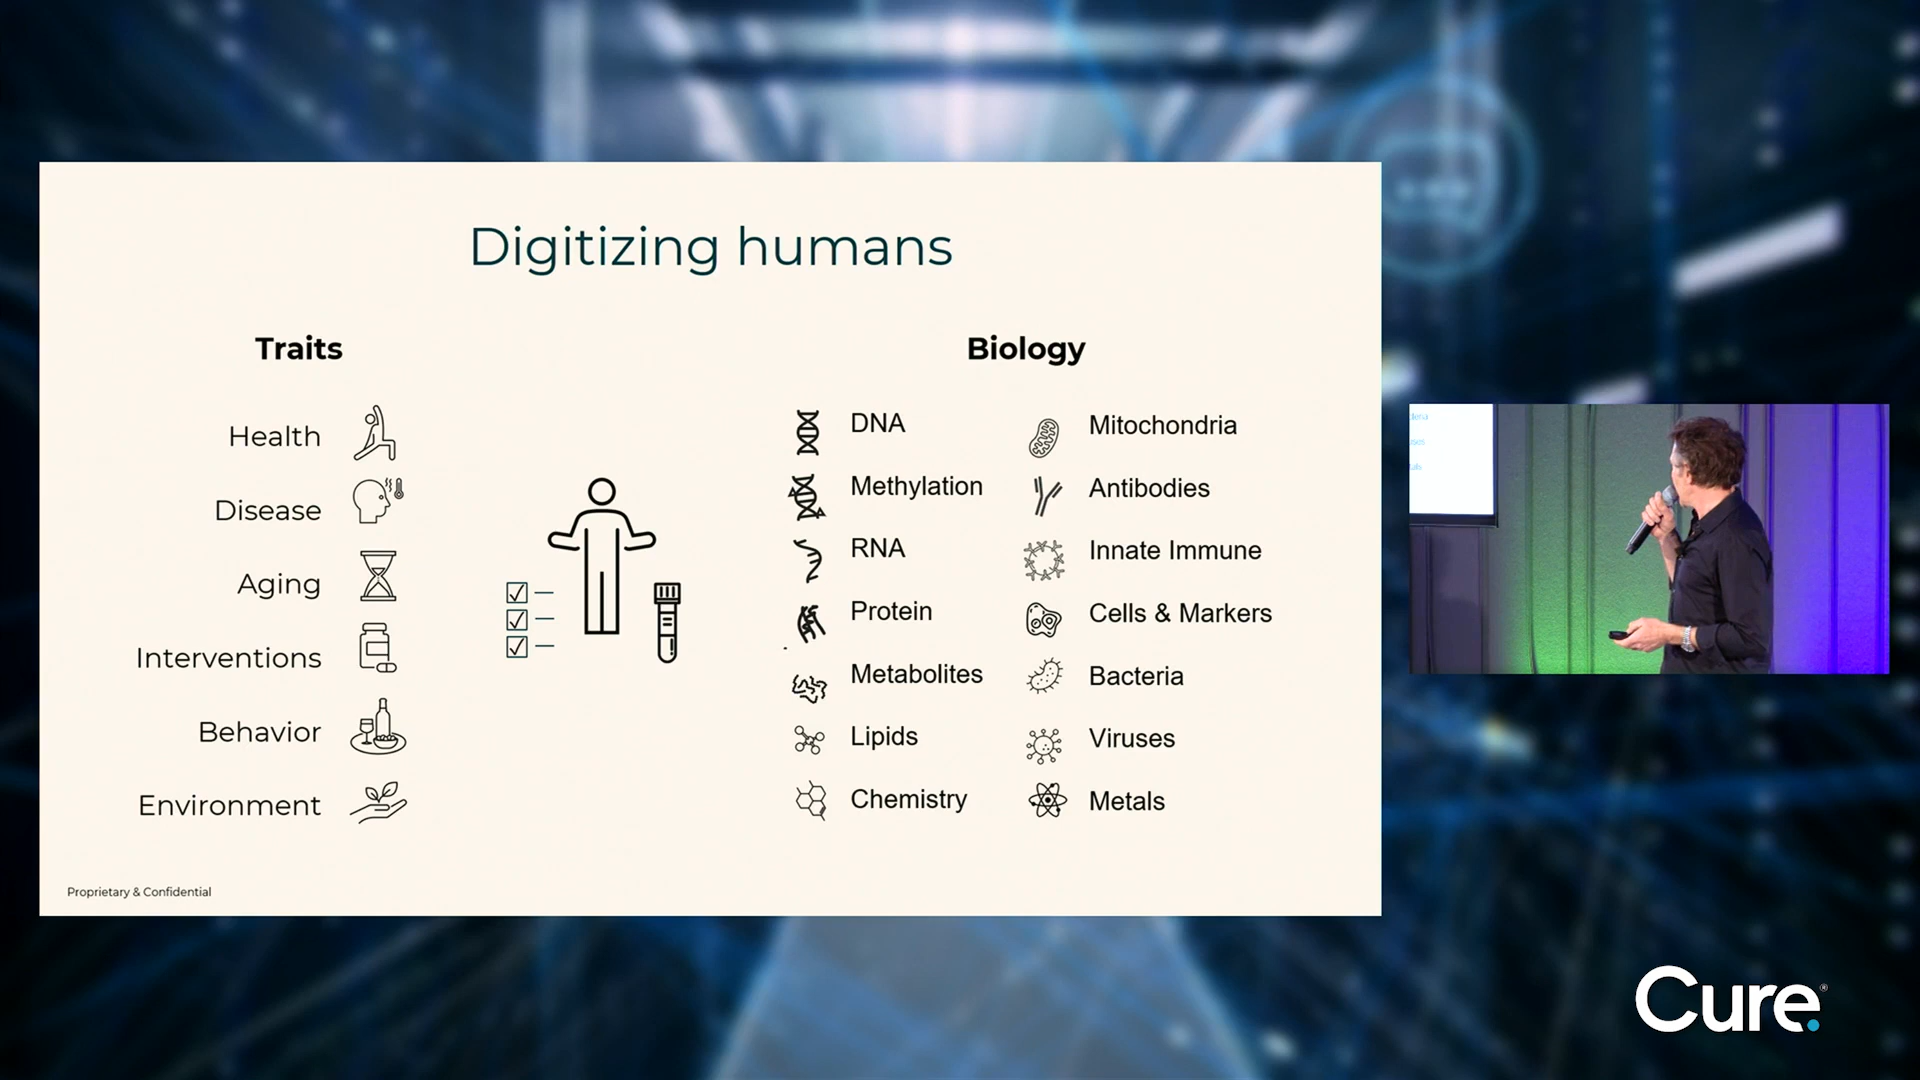 Digitizing humans
Traits
Health
Disease
Aging
Interventions
Behavior
Environment
Biology
DNA
Methylation
RNA
Protein
Metabolites
Lipids
Chemistry
Mitochondria
Antibodies
Innate Immune
Cells & Markers
Bacteria
Viruses
Metals
Proprietary & Confidential
Cure.®